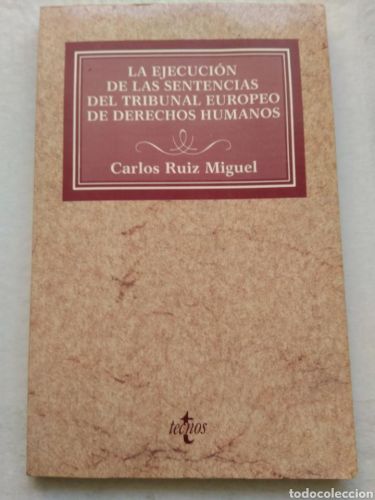 LA EJECUCIÓN
DE LAS SENTENCIAS
DEL TRIBUNAL EUROPEO
DE DERECHOS HUMANOS
Carlos Ruiz Miguel
tecnos
todocoleccion